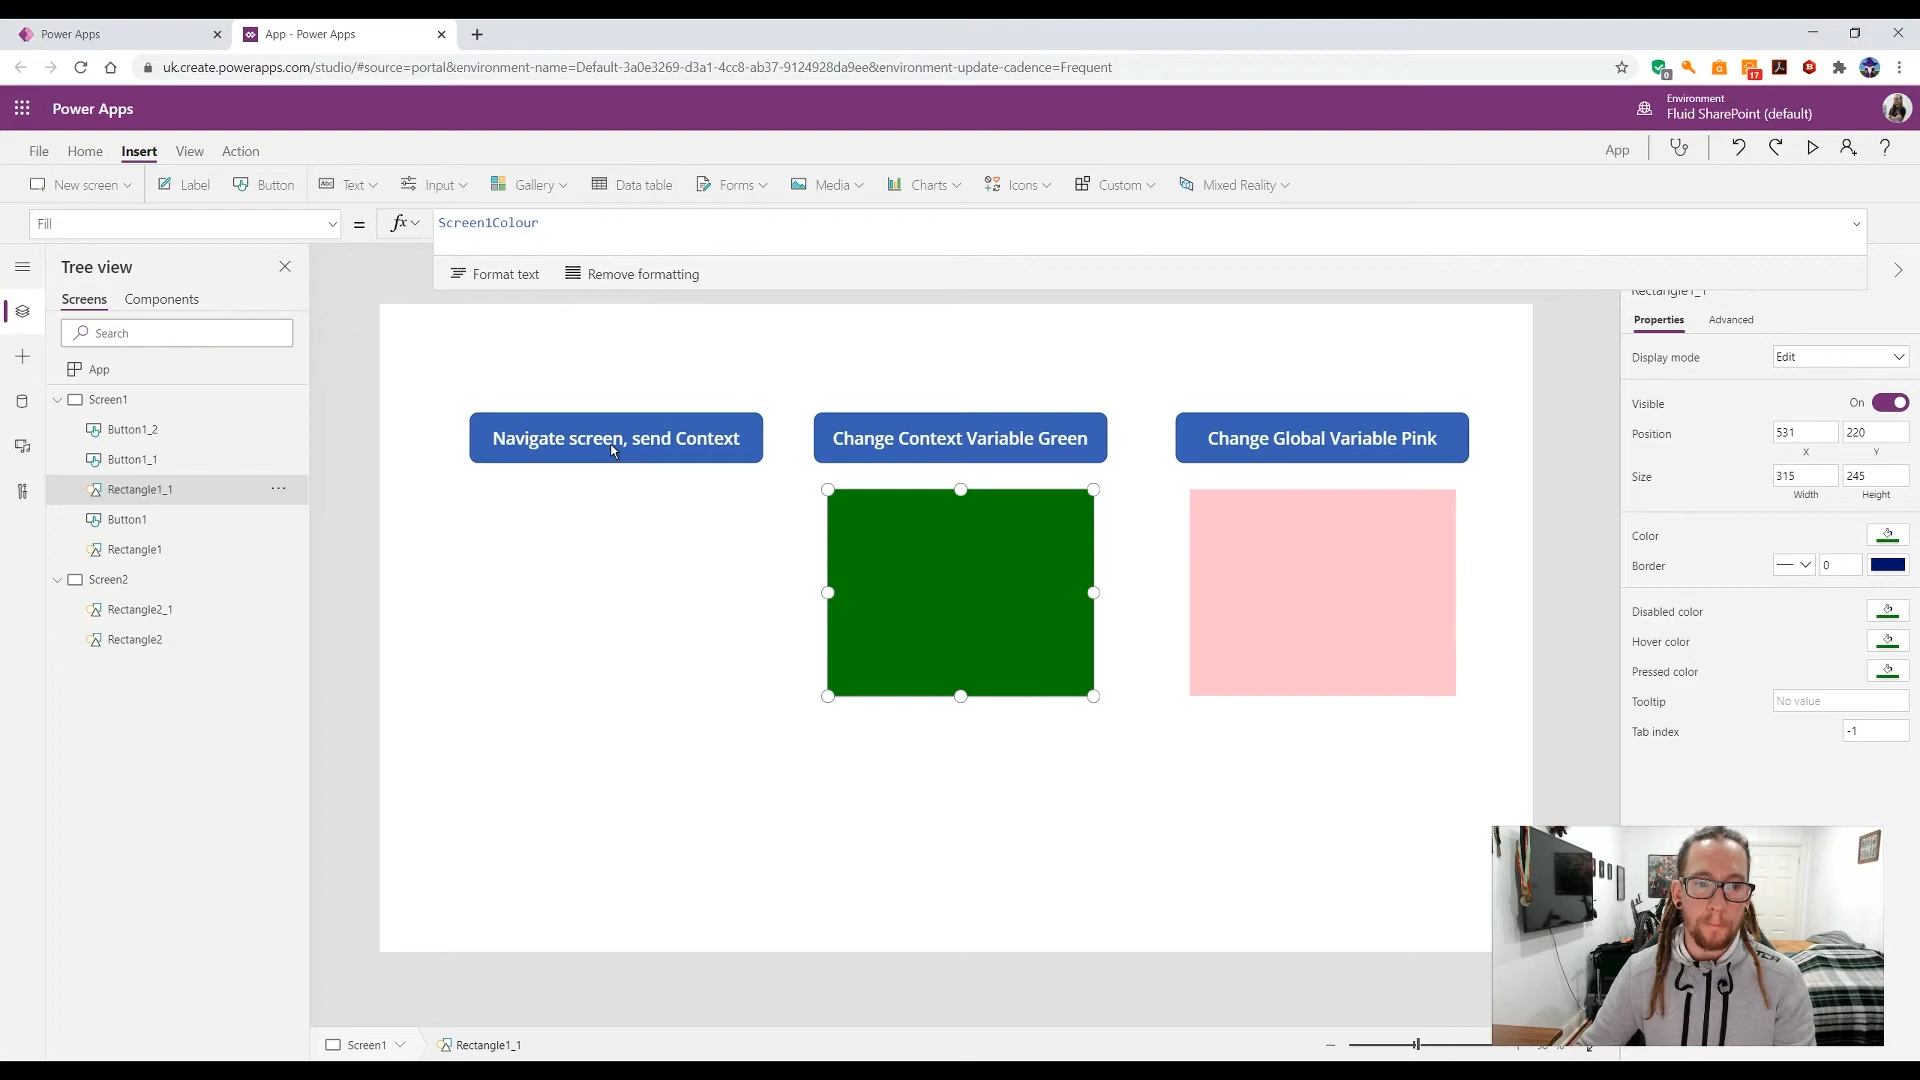 Power Apps
App - Power Apps
uk.create.powerapps.com/studio/#source=portal&environment-name=Default-3a0e3269-d3a1-4cc8-ab37-9124928da9ee&environment-update-cadence=Frequent
0
17
Power Apps
Environment
Fluid SharePoint (default)
File Home Insert View Action
App
New screen Label Button Text Input Gallery Data table Forms Media Charts Icons Custom Mixed Reality
Fill = fx Screen1Colour
Format text Remove formatting
Tree view
Screens Components
Search
App
Screen1
Button1_2
Button1_1
Rectangle1_1
Button1
Rectangle1
Screen2
Rectangle2_1
Rectangle2
Navigate screen, send Context
Change Context Variable Green
Change Global Variable Pink
Rectangle1_1
Properties Advanced
Display mode Edit
Visible On
Position 531 220
X Y
Size 315 245
Width Height
Color
Border 0
Disabled color
Hover color
Pressed color
Tooltip No value
Tab index -1
Screen1 Rectangle1_1